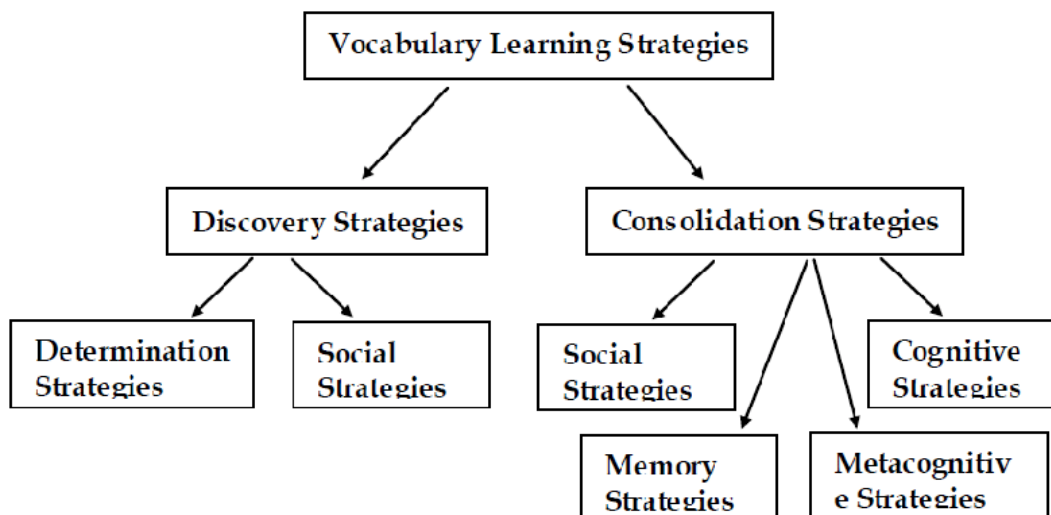 Vocabulary Learning Strategies
Discovery Strategies
Consolidation Strategies
Determination
Strategies
Social
Strategies
Social
Strategies
Cognitive
Strategies
Memory
Strategies
Metacognitiv
e Strategies